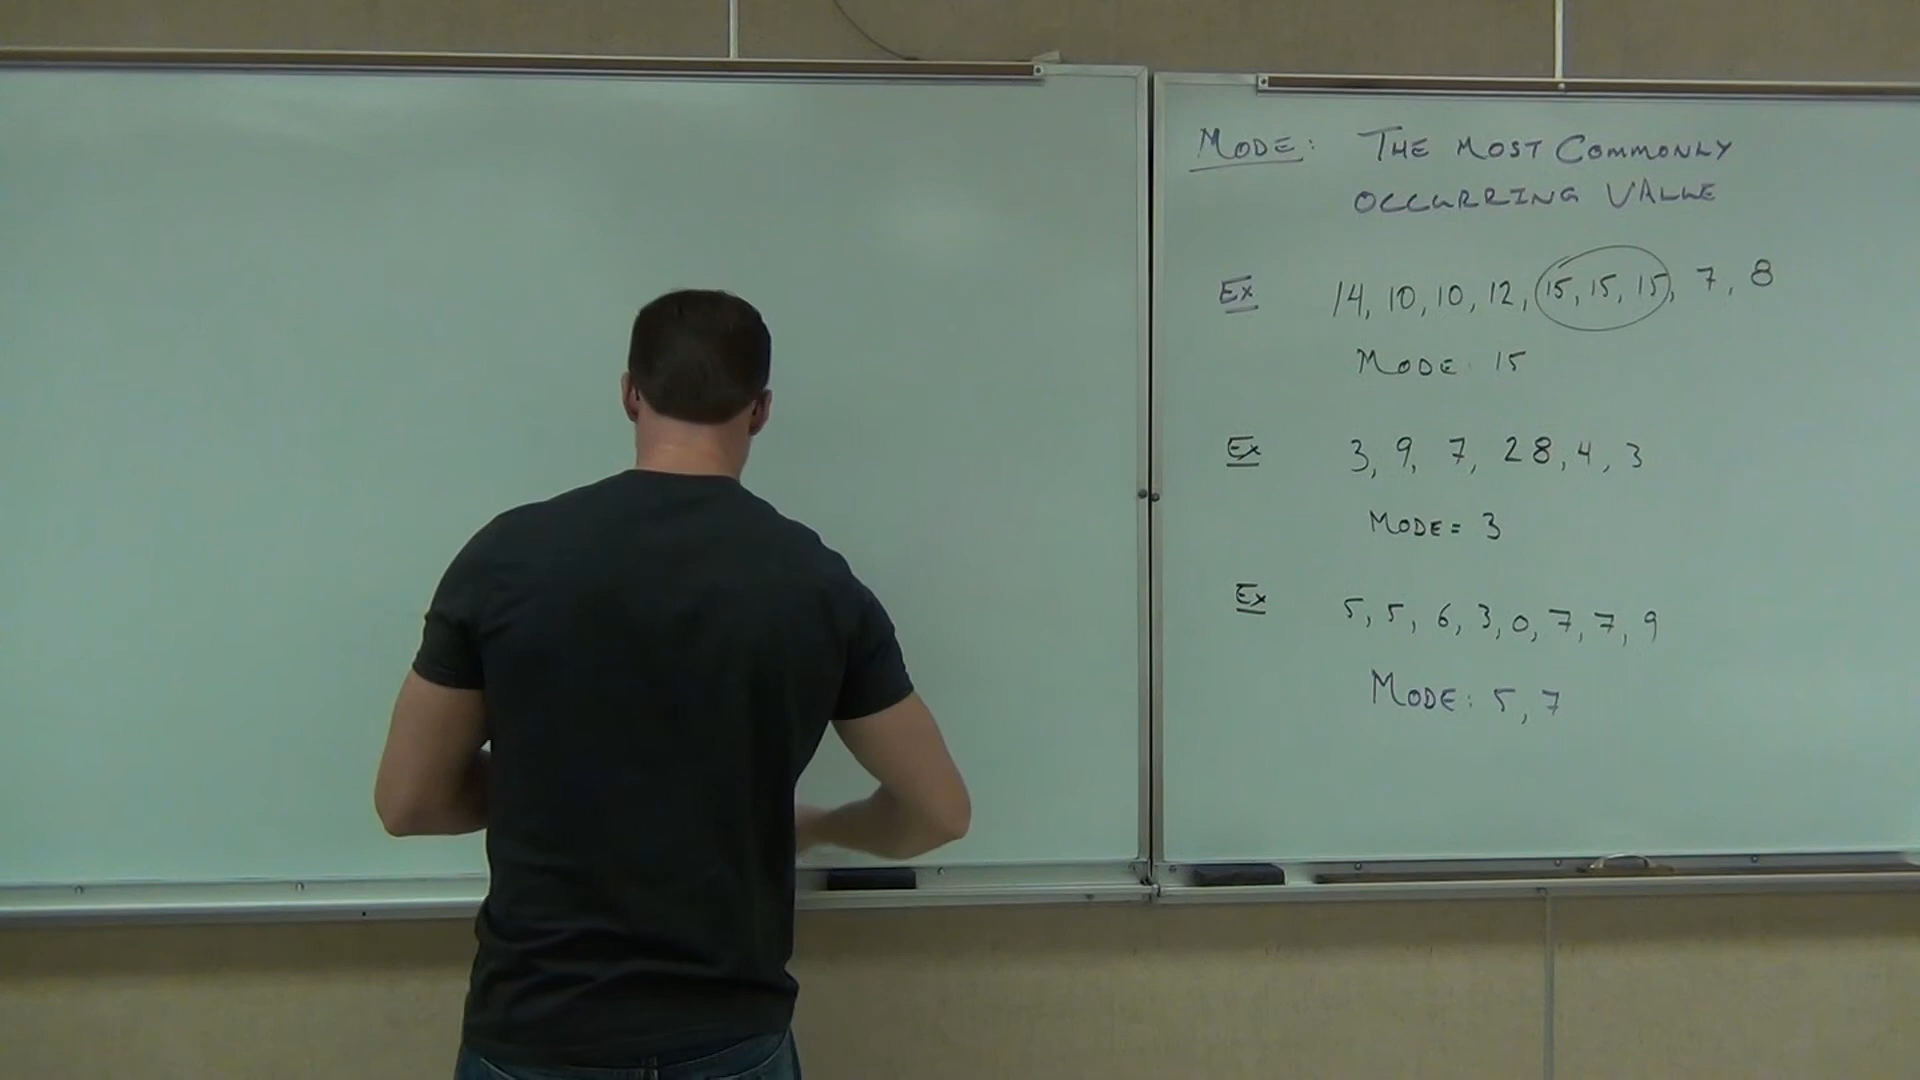 MODE: THE MOST COMMONLY
OCCURRING VALUE
Ex 14, 10, 10, 12, 15, 15, 15, 7, 8
MODE: 15
Ex 3, 9, 7, 28, 4, 3
MODE = 3
Ex 5, 5, 6, 3, 0, 7, 7, 9
MODE: 5, 7